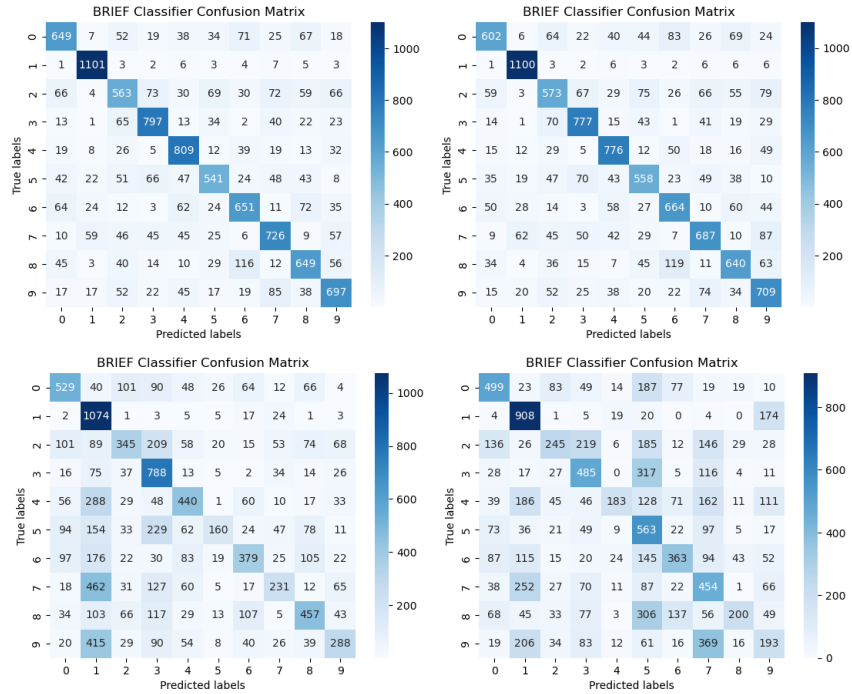 BRIEF Classifier Confusion Matrix
0 649 7 52 19 38 34 71 25 67 18
1 1 1101 3 2 6 3 4 7 5 3
2 66 4 563 73 30 69 30 72 59 66
3 13 1 65 797 13 34 2 40 22 23
4 19 8 26 5 809 12 39 19 13 32
5 42 22 51 66 47 541 24 48 43 8
6 64 24 12 3 62 24 651 11 72 35
7 10 59 46 45 45 25 6 726 9 57
8 45 3 40 14 10 29 116 12 649 56
9 17 17 52 22 45 17 19 85 38 697
0 1 2 3 4 5 6 7 8 9
Predicted labels
True labels
1000
800
600
400
200
BRIEF Classifier Confusion Matrix
0 602 6 64 22 40 44 83 26 69 24
1 1 1100 3 2 6 3 2 6 6 6
2 59 3 573 67 29 75 26 66 55 79
3 14 1 70 777 15 43 1 41 19 29
4 15 12 29 5 776 12 50 18 16 49
5 35 19 47 70 43 558 23 49 38 10
6 50 28 14 3 58 27 664 10 60 44
7 9 62 45 50 42 29 7 687 10 87
8 34 4 36 15 7 45 119 11 640 63
9 15 20 52 25 38 20 22 74 34 709
0 1 2 3 4 5 6 7 8 9
Predicted labels
True labels
1000
800
600
400
200
BRIEF Classifier Confusion Matrix
0 529 40 101 90 48 26 64 12 66 4
1 2 1074 1 3 5 5 17 24 1 3
2 101 89 345 209 58 20 15 53 74 68
3 16 75 37 788 13 5 2 34 14 26
4 56 288 29 48 440 1 60 10 17 33
5 94 154 33 229 62 160 24 47 78 11
6 97 176 22 30 83 19 379 25 105 22
7 18 462 31 127 60 5 17 231 12 65
8 34 103 66 117 29 13 107 5 457 43
9 20 415 29 90 54 8 40 26 39 288
0 1 2 3 4 5 6 7 8 9
Predicted labels
True labels
1000
800
600
400
200
BRIEF Classifier Confusion Matrix
0 499 23 83 49 14 187 77 19 19 10
1 4 908 1 5 19 20 0 4 0 174
2 136 26 245 219 6 185 12 146 29 28
3 28 17 27 485 0 317 5 116 4 11
4 39 186 45 46 183 128 71 162 11 111
5 73 36 21 49 9 563 22 97 5 17
6 87 115 15 20 24 145 363 94 43 52
7 38 252 27 70 11 87 22 454 1 66
8 68 45 33 77 3 306 137 56 200 49
9 19 206 34 83 12 61 16 369 16 193
0 1 2 3 4 5 6 7 8 9
Predicted labels
True labels
800
600
400
200
0